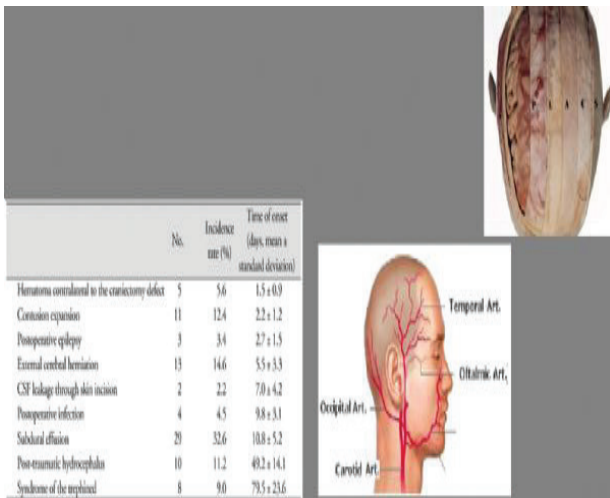 P L A C S
No.
Incidence
rate (%)
Time of onset
(days, mean ±
standard deviation)
Hematoma contralateral to the craniectomy defect 5 5.6 1.5 ± 0.9
Contusion expansion 11 12.4 2.2 ± 1.2
Postoperative epilepsy 3 3.4 2.7 ± 1.5
External cerebral herniation 13 14.6 5.5 ± 3.3
CSF leakage through skin incision 2 2.2 7.0 ± 4.2
Postoperative infection 4 4.5 9.8 ± 3.1
Subdural effusion 29 32.6 10.8 ± 5.2
Post-traumatic hydrocephalus 10 11.2 49.2 ± 14.1
Syndrome of the trephined 8 9.0 79.5 ± 23.6
Temporal Art.
Oftalmic Art.
Occipital Art.
Carotid Art.